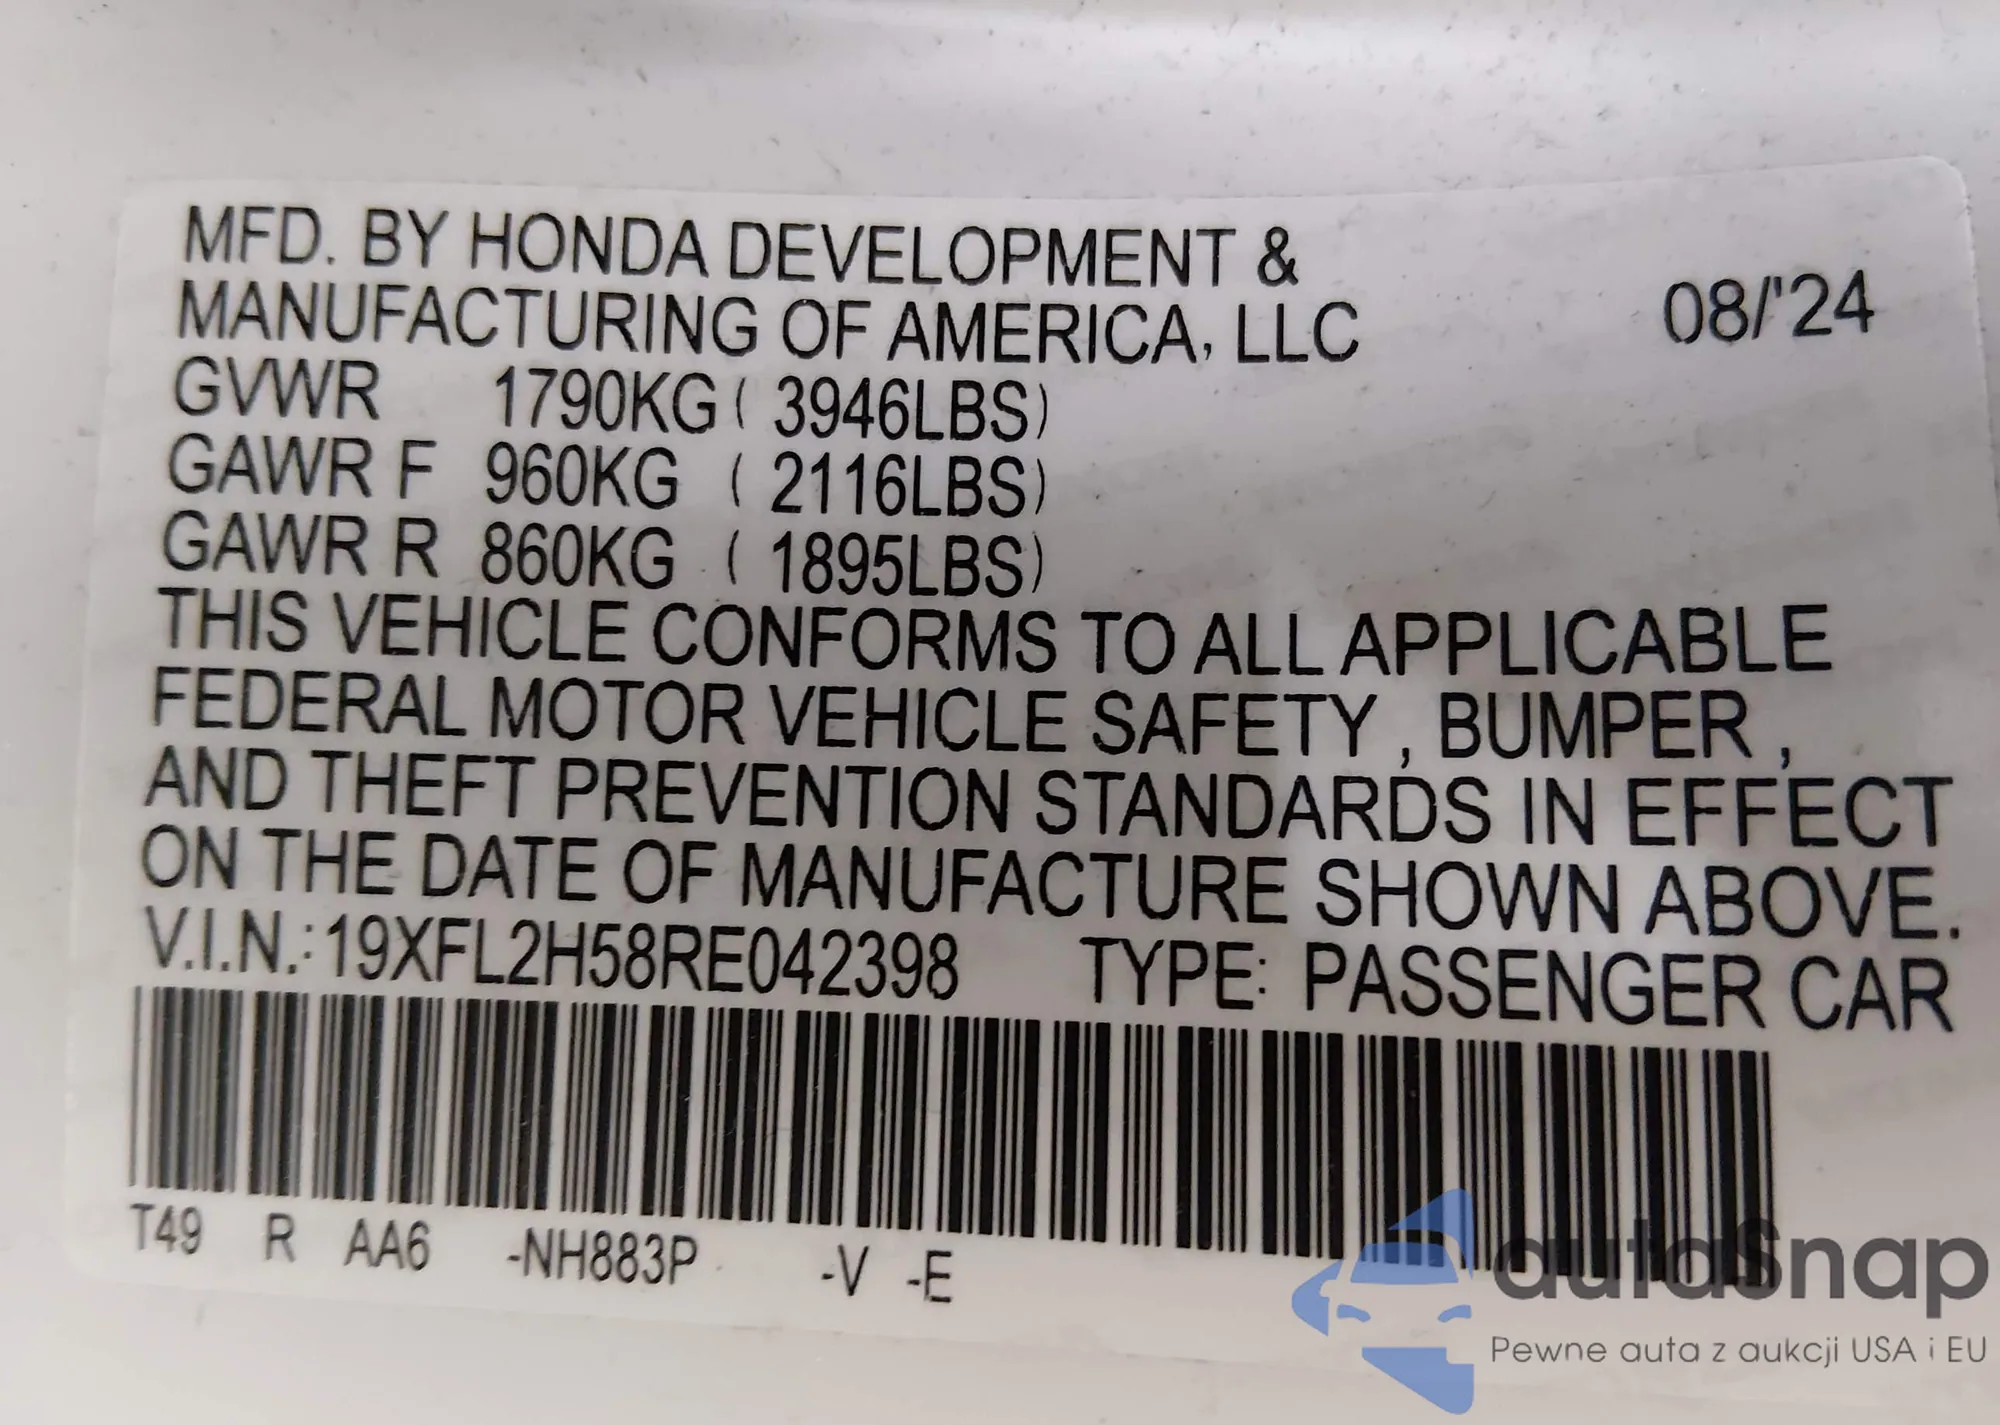 MFD. BY HONDA DEVELOPMENT &
MANUFACTURING OF AMERICA, LLC 08/'24
GVWR 1790KG ( 3946LBS)
GAWR F 960KG ( 2116LBS)
GAWR R 860KG ( 1895LBS)
THIS VEHICLE CONFORMS TO ALL APPLICABLE
FEDERAL MOTOR VEHICLE SAFETY , BUMPER ,
AND THEFT PREVENTION STANDARDS IN EFFECT
ON THE DATE OF MANUFACTURE SHOWN ABOVE.
V.I.N.: 19XFL2H58RE042398 TYPE: PASSENGER CAR
T49 R AA6 -NH883P -V -E
autaSnap
Pewne auta z aukcji USA i EU